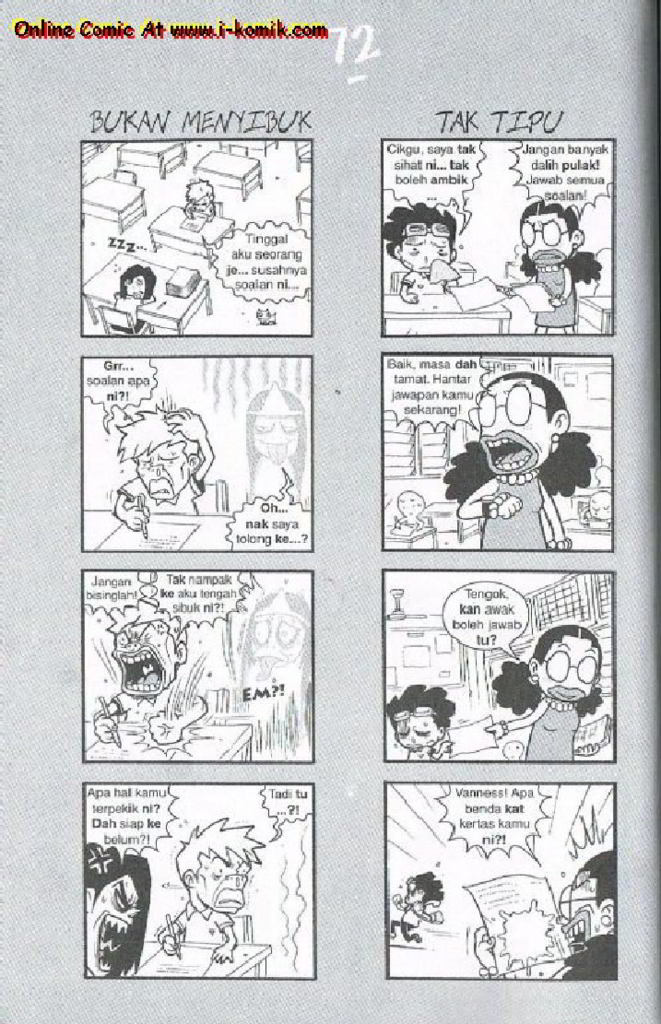 Online Comic At www.i-komik.com
72
BUKAN MENYIBUK
ZZZ...
Tinggal
aku seorang
je... susahnya
soalan ni...
Grr...
soalan apa
ni?!
Oh...
nak saya
tolong ke...?
Jangan
bisinglah!
Tak nampak
ke aku tengah
sibuk ni?!
EM?!
Apa hal kamu
terpekik ni?
Dah siap ke
belum?!
Tadi tu
...?!
TAK TIPU
Cikgu, saya tak
sihat ni... tak
boleh ambik
...
Jangan banyak
dalih pulak!
Jawab semua
soalan!
Baik, masa dah
tamat. Hantar
jawapan kamu
sekarang!
Tengok,
kan awak
boleh jawab
tu?
Vanness! Apa
benda kat
kertas kamu
ni?!